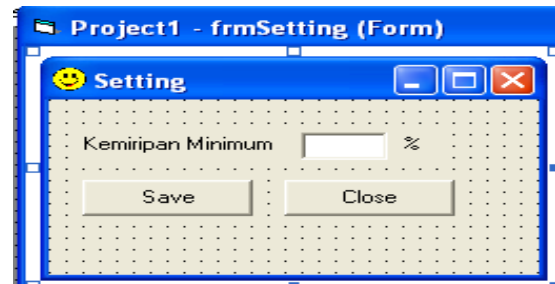 Project1 - frmSetting (Form)
Setting
Kemiripan Minimum %
Save Close